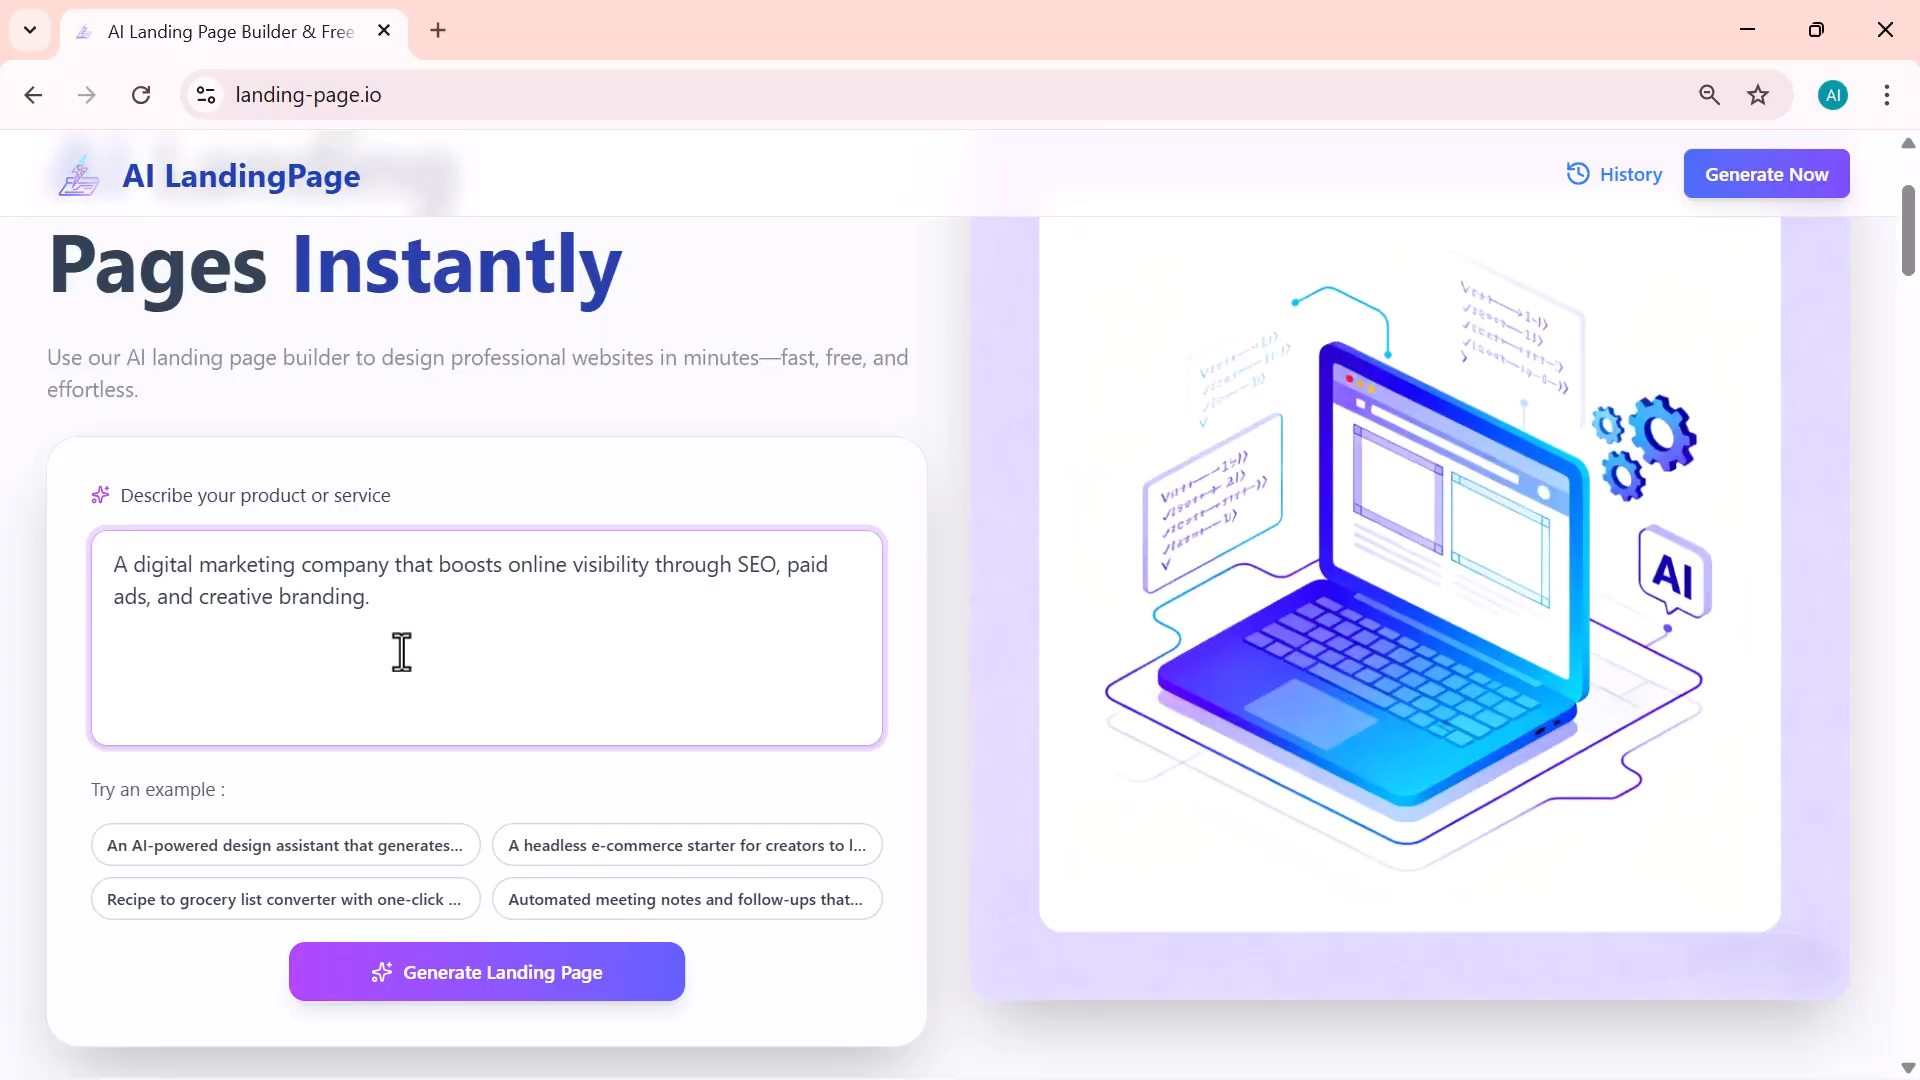 AI Landing Page Builder & Free
landing-page.io
AI
AI LandingPage
History
Generate Now
Pages Instantly
Use our AI landing page builder to design professional websites in minutes—fast, free, and
effortless.
Describe your product or service
A digital marketing company that boosts online visibility through SEO, paid
ads, and creative branding.
Try an example :
An AI-powered design assistant that generates...
A headless e-commerce starter for creators to l...
Recipe to grocery list converter with one-click ...
Automated meeting notes and follow-ups that...
Generate Landing Page
AI